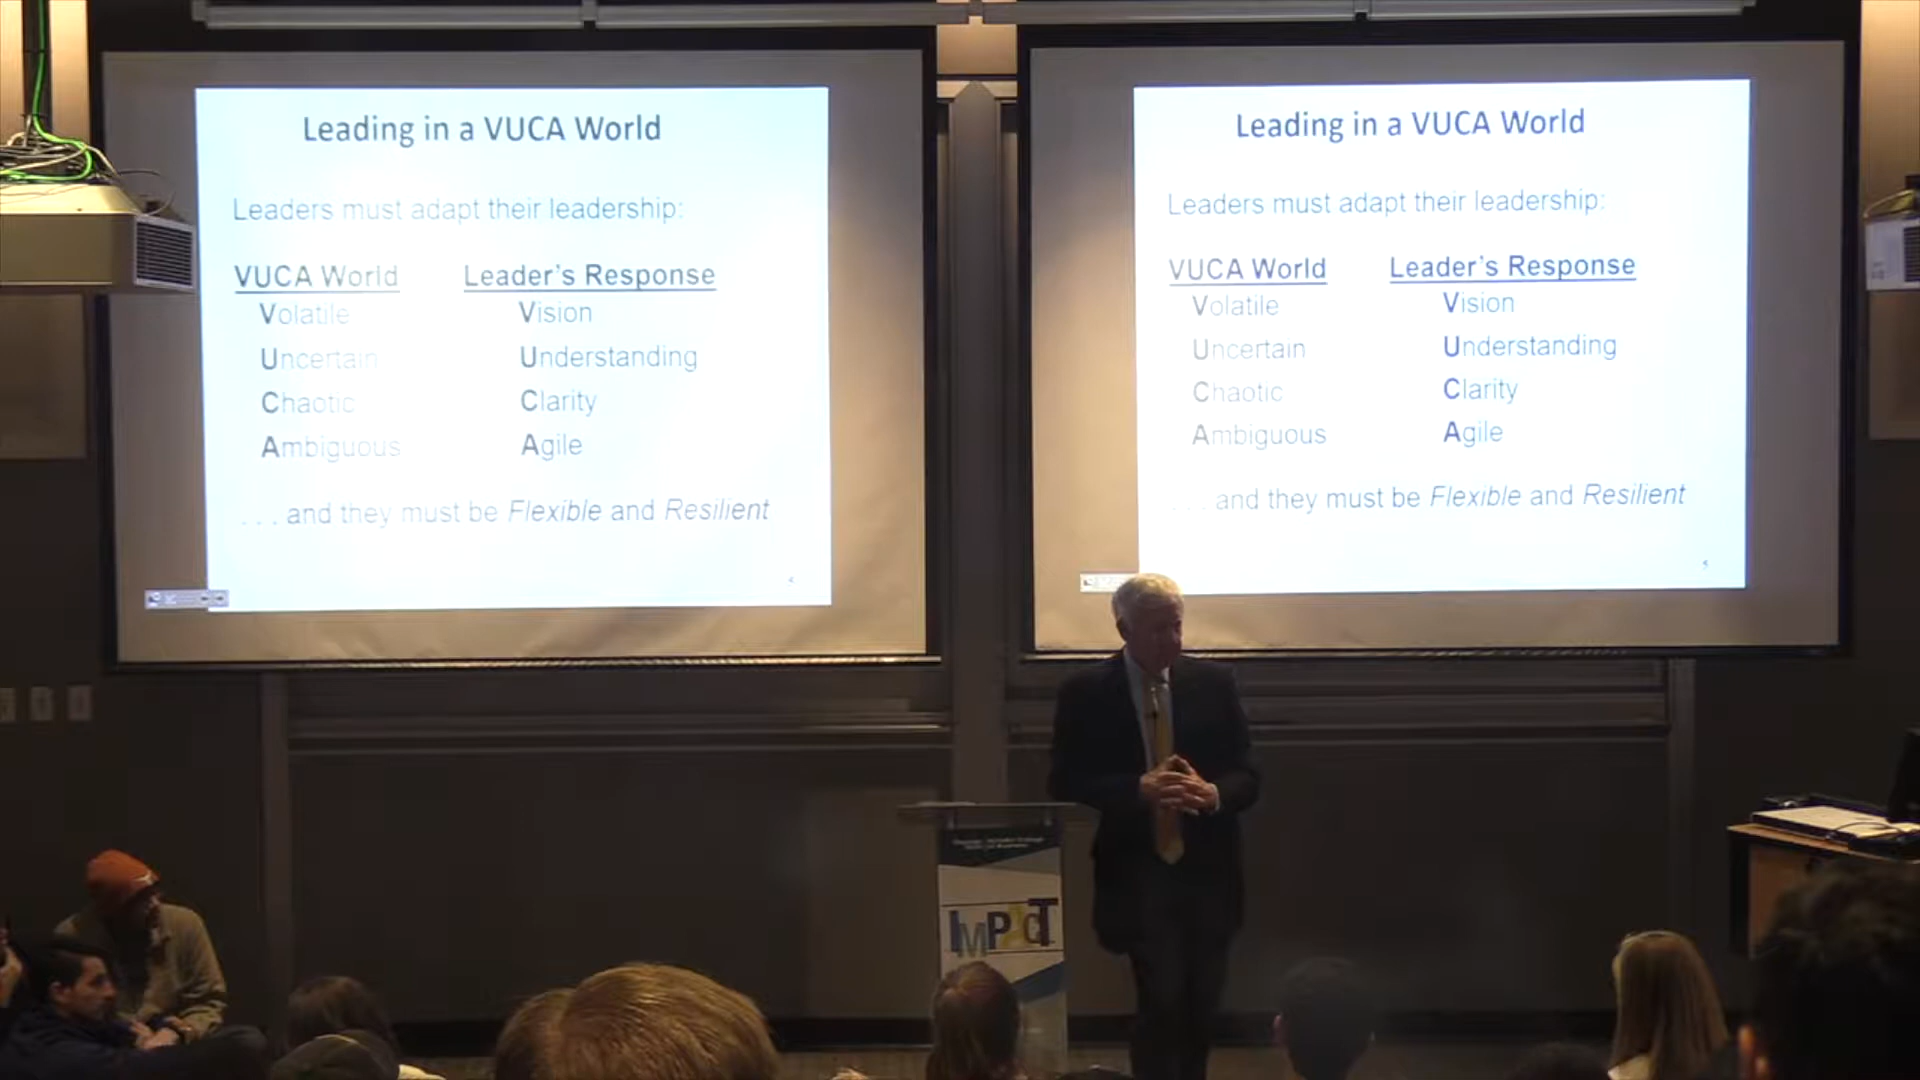 Leading in a VUCA World
Leaders must adapt their leadership:
VUCA World Leader's Response
Volatile Vision
Uncertain Understanding
Chaotic Clarity
Ambiguous Agile
. . . and they must be Flexible and Resilient
Leading in a VUCA World
Leaders must adapt their leadership:
VUCA World Leader's Response
Volatile Vision
Uncertain Understanding
Chaotic Clarity
Ambiguous Agile
. . . and they must be Flexible and Resilient
5
IMPACT